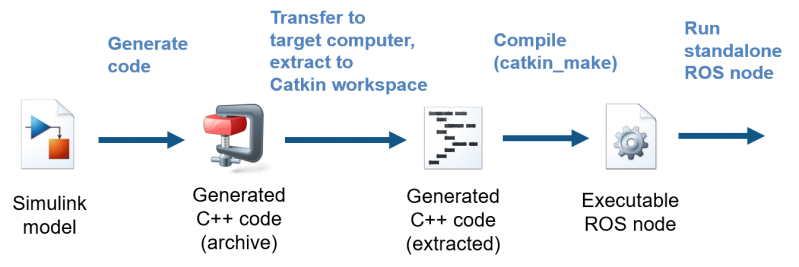 Generate
code
Transfer to
target computer,
extract to
Catkin workspace
Compile
(catkin_make)
Run
standalone
ROS node
Simulink
model
Generated
C++ code
(archive)
Generated
C++ code
(extracted)
Executable
ROS node